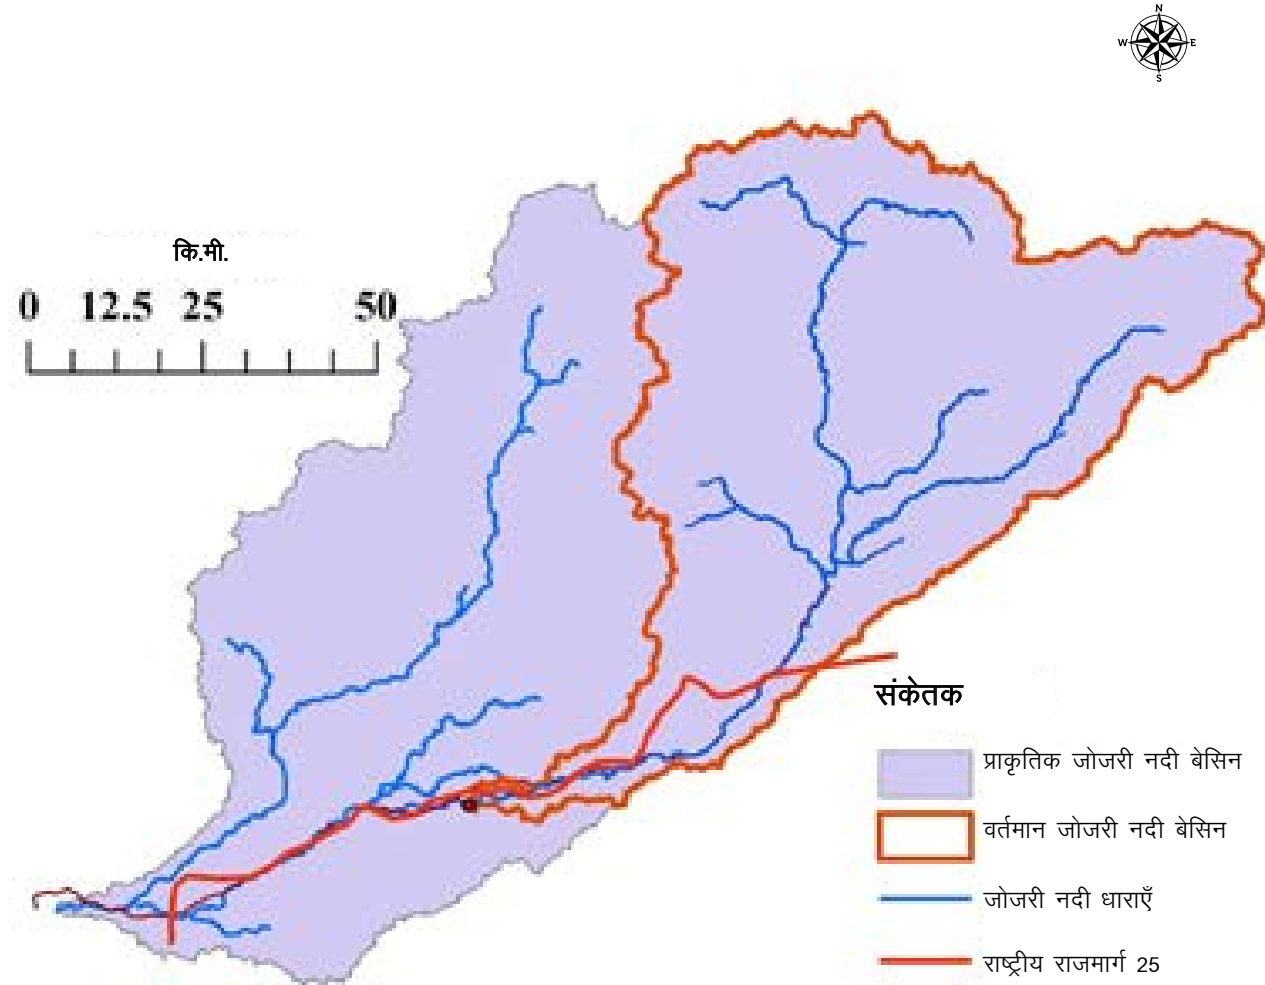 N
W E
S
कि.मी.
0 12.5 25 50
संकेतक
प्राकृतिक जोजरी नदी बेसिन
वर्तमान जोजरी नदी बेसिन
जोजरी नदी धाराएँ
राष्ट्रीय राजमार्ग 25